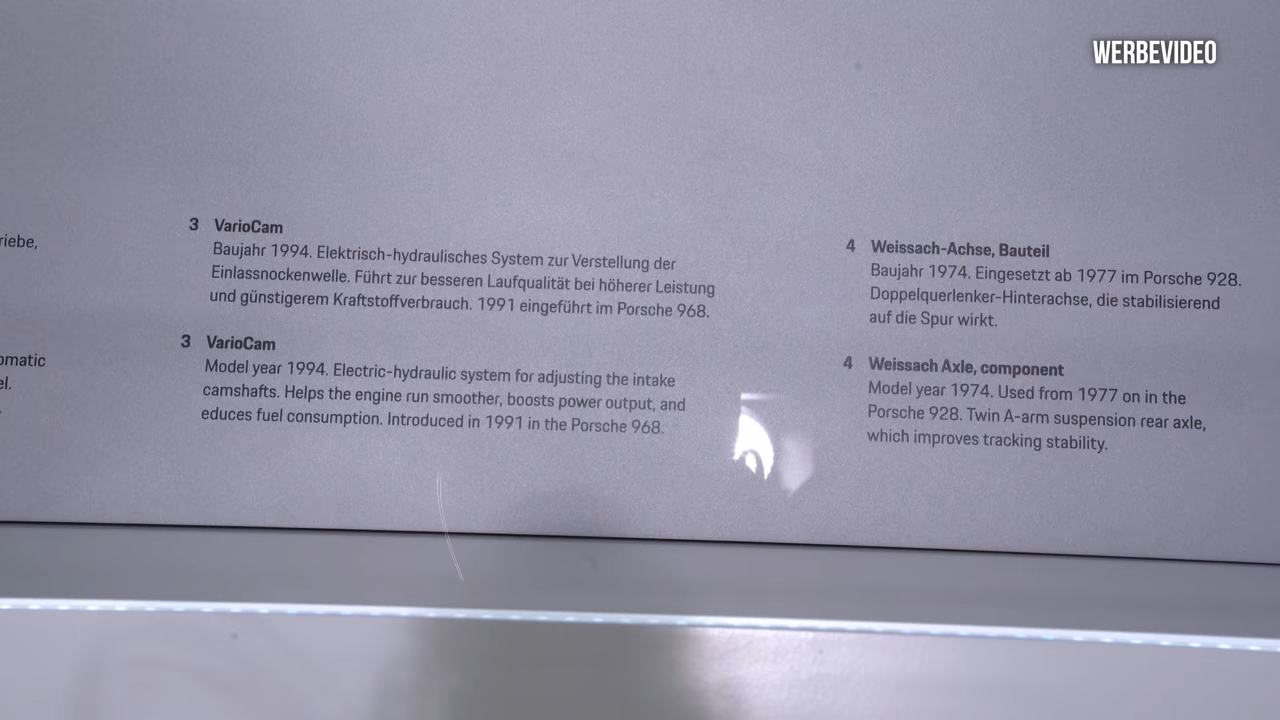 WERBEVIDEO
riebe,
omatic
el.
3 VarioCam
Baujahr 1994. Elektrisch-hydraulisches System zur Verstellung der
Einlassnockenwelle. Führt zur besseren Laufqualität bei höherer Leistung
und günstigerem Kraftstoffverbrauch. 1991 eingeführt im Porsche 968.
3 VarioCam
Model year 1994. Electric-hydraulic system for adjusting the intake
camshafts. Helps the engine run smoother, boosts power output, and
educes fuel consumption. Introduced in 1991 in the Porsche 968.
4 Weissach-Achse, Bauteil
Baujahr 1974. Eingesetzt ab 1977 im Porsche 928.
Doppelquerlenker-Hinterachse, die stabilisierend
auf die Spur wirkt.
4 Weissach Axle, component
Model year 1974. Used from 1977 on in the
Porsche 928. Twin A-arm suspension rear axle,
which improves tracking stability.